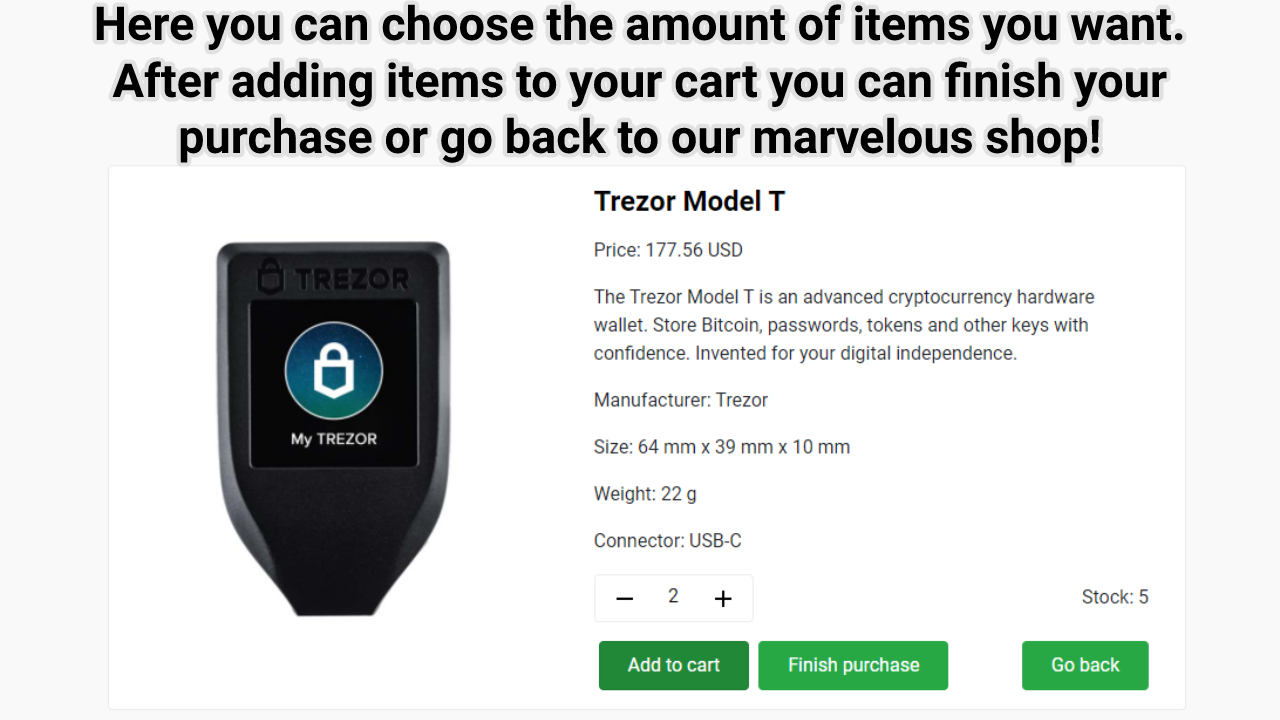 Here you can choose the amount of items you want.
After adding items to your cart you can finish your
purchase or go back to our marvelous shop!
Trezor Model T
Price: 177.56 USD
The Trezor Model T is an advanced cryptocurrency hardware
wallet. Store Bitcoin, passwords, tokens and other keys with
confidence. Invented for your digital independence.
Manufacturer: Trezor
Size: 64 mm x 39 mm x 10 mm
Weight: 22 g
Connector: USB-C
TREZOR
My TREZOR
− 2 +
Stock: 5
Add to cart
Finish purchase
Go back